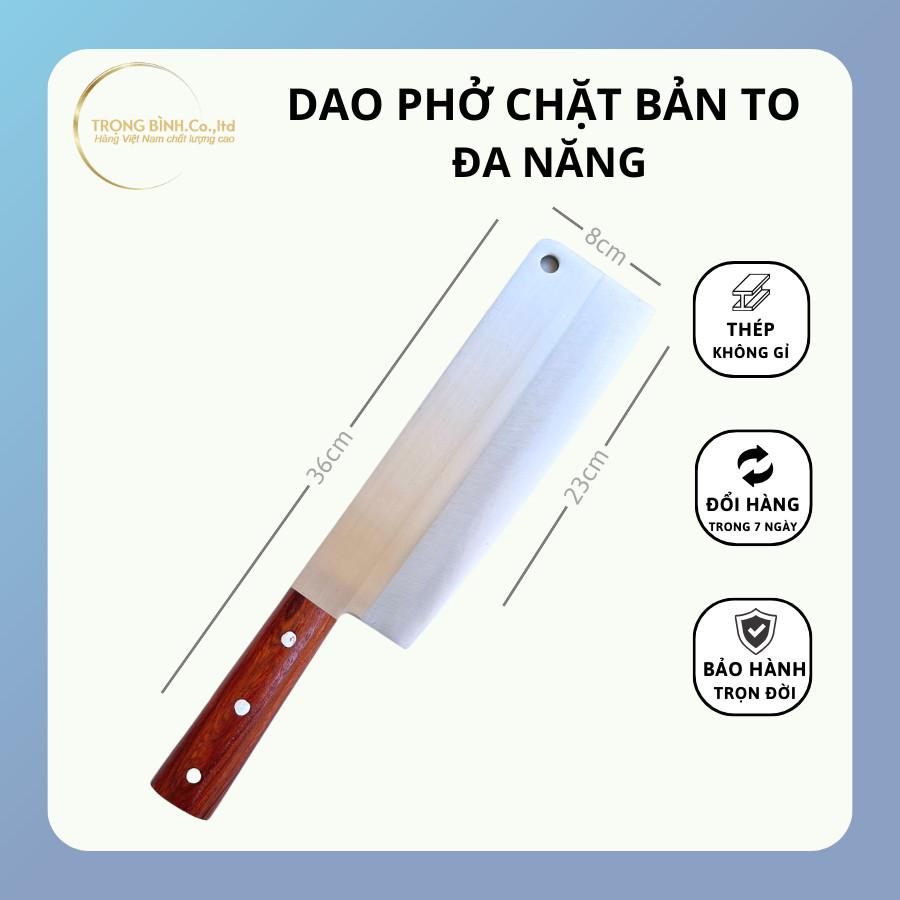 TRỌNG BÌNH.Co.,ltd
Hàng Việt Nam chất lượng cao
DAO PHỞ CHẶT BẢN TO
ĐA NĂNG
8cm
36cm
23cm
THÉP
KHÔNG GỈ
ĐỔI HÀNG
TRONG 7 NGÀY
BẢO HÀNH
TRỌN ĐỜI